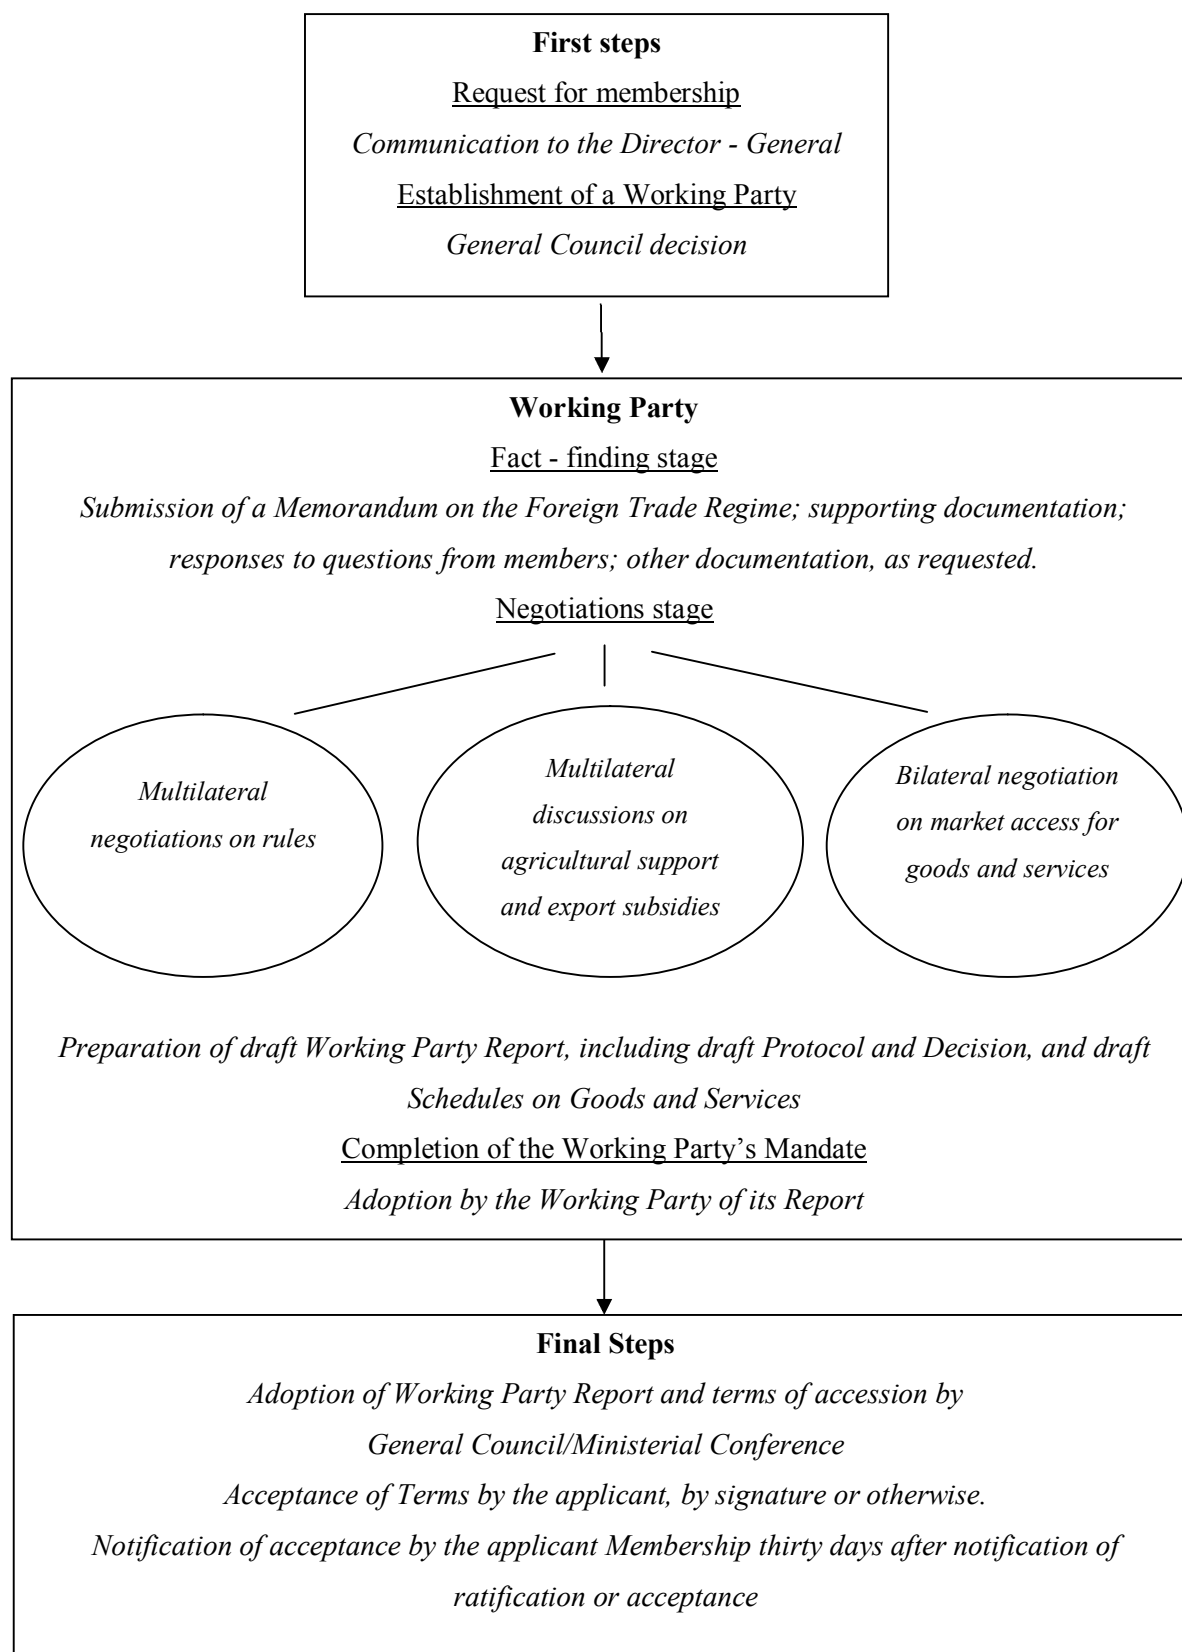 First steps
Request for membership
Communication to the Director - General
Establishment of a Working Party
General Council decision
Working Party
Fact - finding stage
Submission of a Memorandum on the Foreign Trade Regime; supporting documentation;
responses to questions from members; other documentation, as requested.
Negotiations stage
Multilateral
negotiations on rules
Multilateral
discussions on
agricultural support
and export subsidies
Bilateral negotiation
on market access for
goods and services
Preparation of draft Working Party Report, including draft Protocol and Decision, and draft
Schedules on Goods and Services
Completion of the Working Party's Mandate
Adoption by the Working Party of its Report
Final Steps
Adoption of Working Party Report and terms of accession by
General Council/Ministerial Conference
Acceptance of Terms by the applicant, by signature or otherwise.
Notification of acceptance by the applicant Membership thirty days after notification of
ratification or acceptance